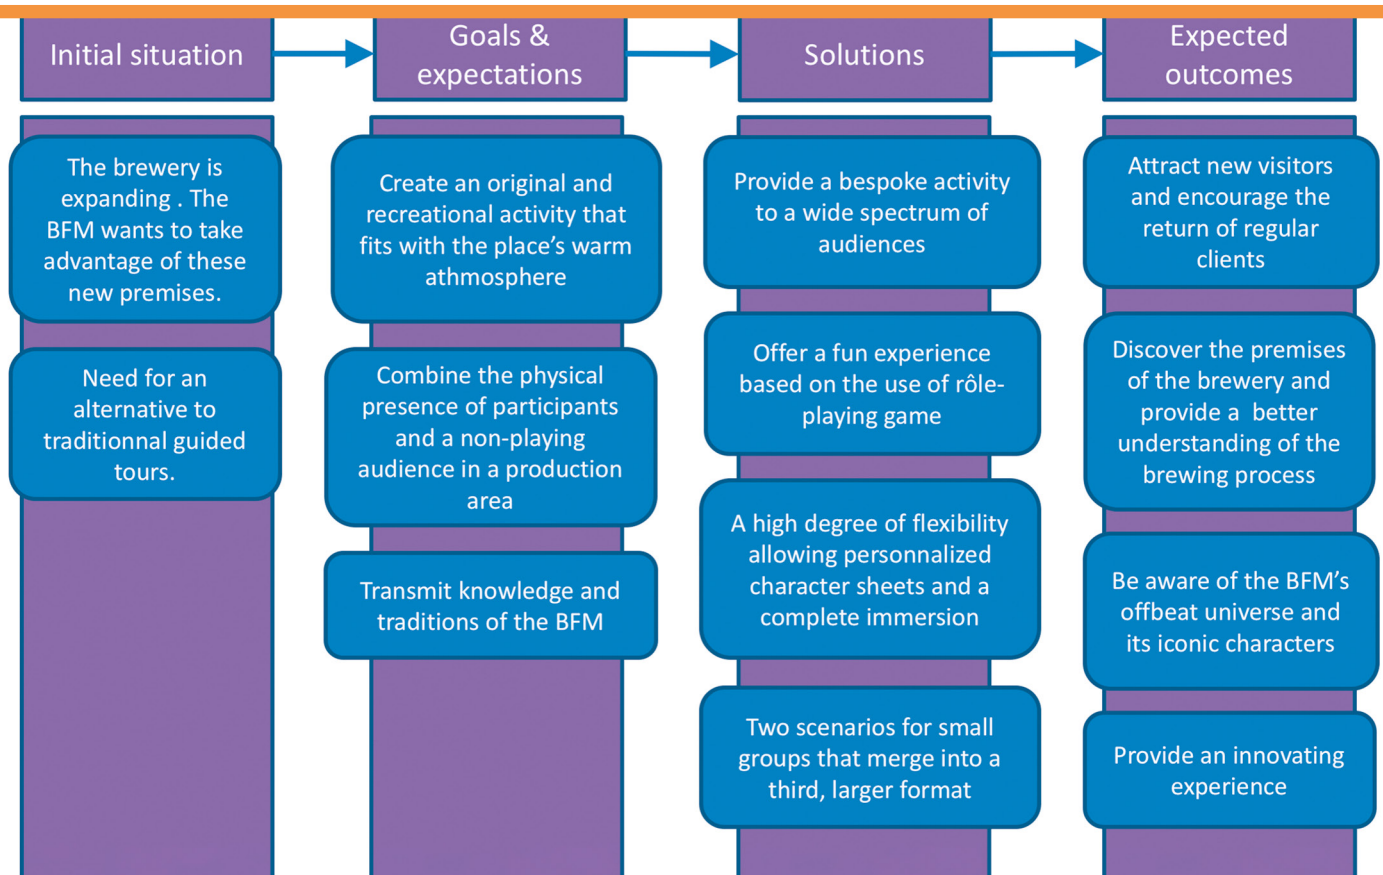 Initial situation
Goals &
expectations
Solutions
Expected
outcomes
The brewery is
expanding . The
BFM wants to take
advantage of these
new premises.
Need for an
alternative to
traditionnal guided
tours.
Create an original and
recreational activity that
fits with the place’s warm
athmosphere
Combine the physical
presence of participants
and a non-playing
audience in a production
area
Transmit knowledge and
traditions of the BFM
Provide a bespoke activity
to a wide spectrum of
audiences
Offer a fun experience
based on the use of rôle-
playing game
A high degree of flexibility
allowing personnalized
character sheets and a
complete immersion
Two scenarios for small
groups that merge into a
third, larger format
Attract new visitors
and encourage the
return of regular
clients
Discover the premises
of the brewery and
provide a  better
understanding of the
brewing process
Be aware of the BFM’s
offbeat universe and
its iconic characters
Provide an innovating
experience